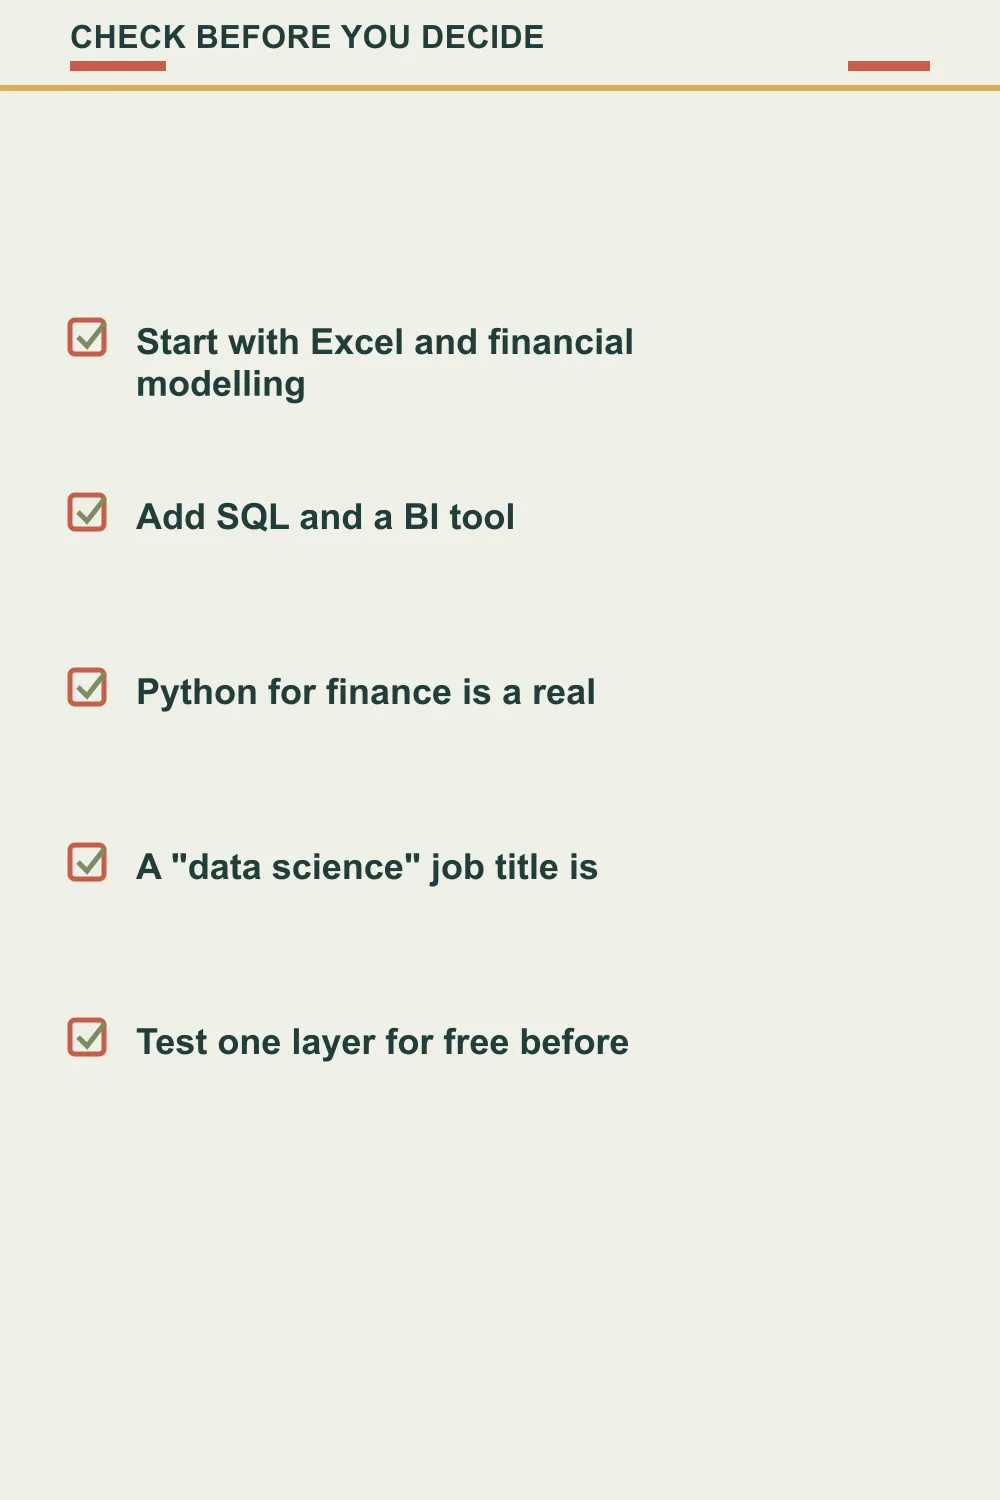 CHECK BEFORE YOU DECIDE
Start with Excel and financial
modelling
Add SQL and a BI tool
Python for finance is a real
A "data science" job title is
Test one layer for free before